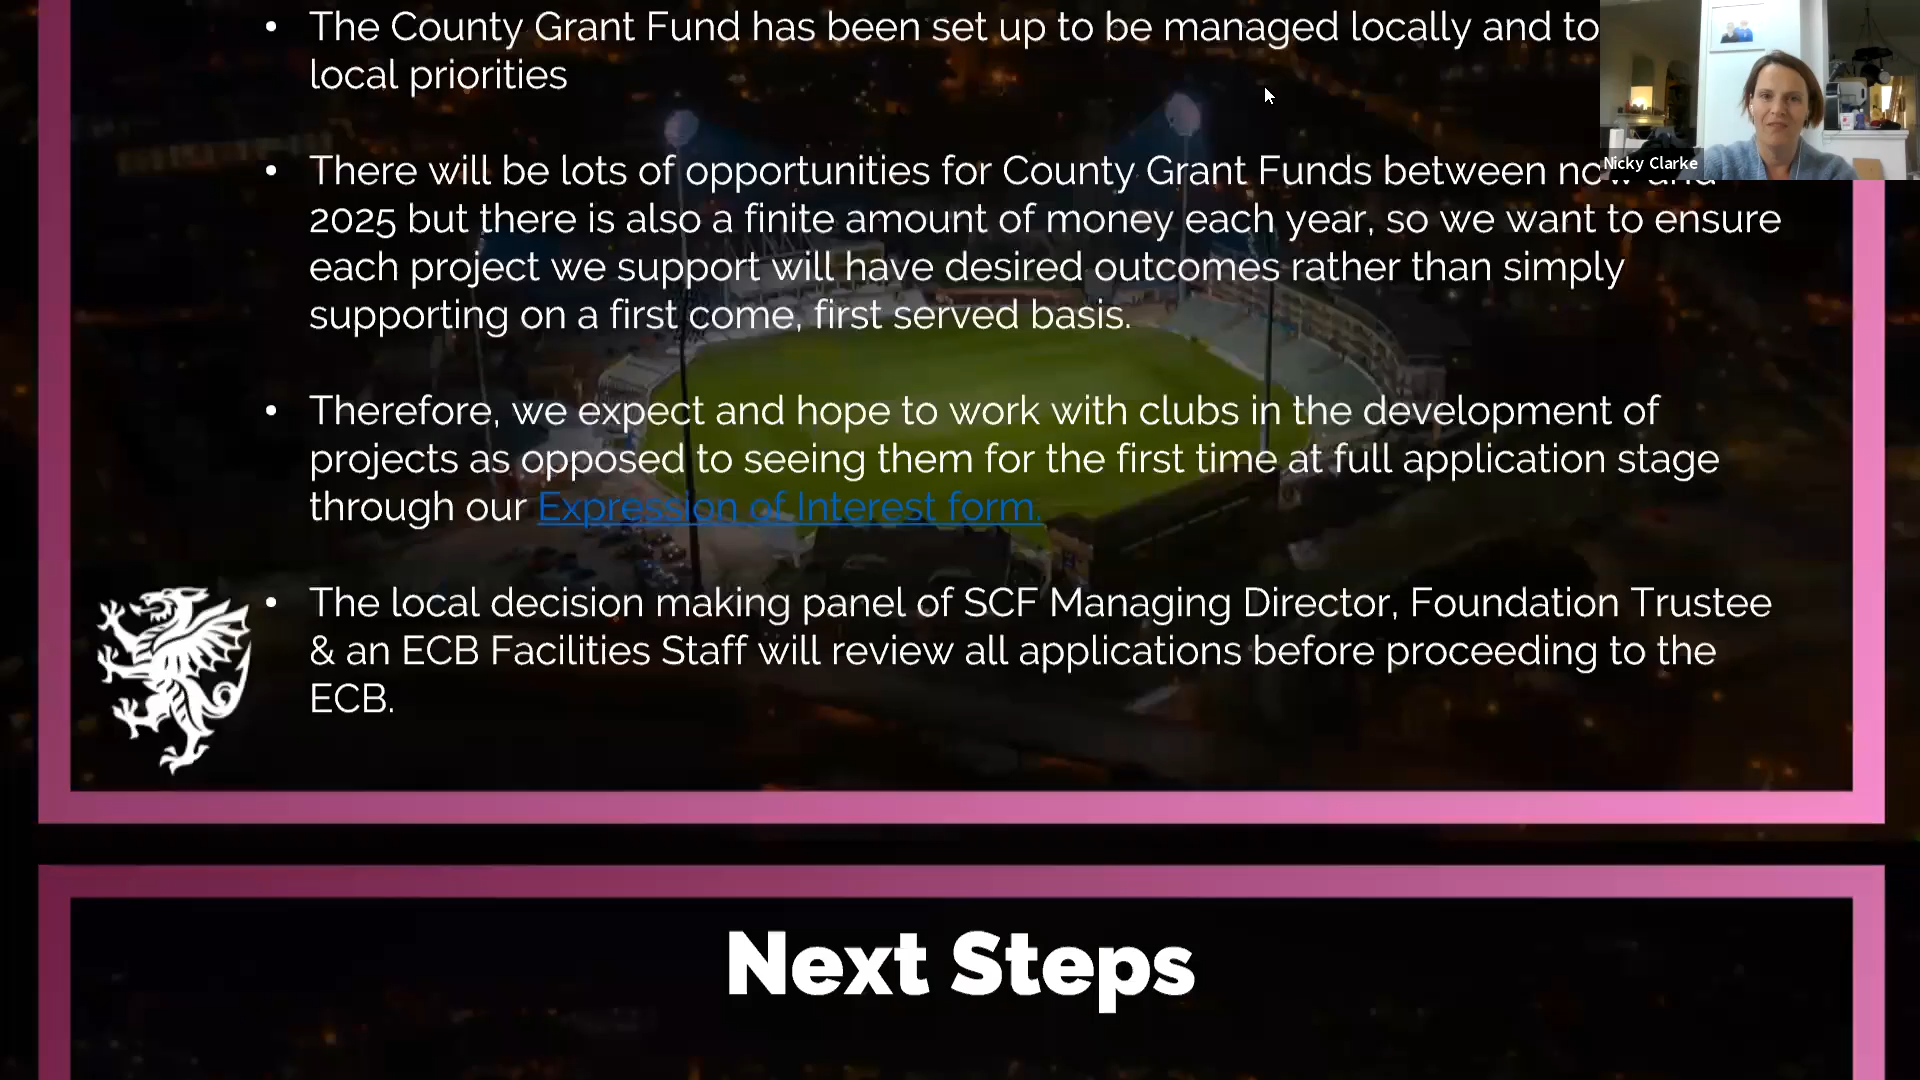 • The County Grant Fund has been set up to be managed locally and to
local priorities
• There will be lots of opportunities for County Grant Funds between now and
2025 but there is also a finite amount of money each year, so we want to ensure
each project we support will have desired outcomes rather than simply
supporting on a first come, first served basis.
• Therefore, we expect and hope to work with clubs in the development of
projects as opposed to seeing them for the first time at full application stage
through our Expression of Interest form.
• The local decision making panel of SCF Managing Director, Foundation Trustee
& an ECB Facilities Staff will review all applications before proceeding to the
ECB.
Next Steps
Nicky Clarke